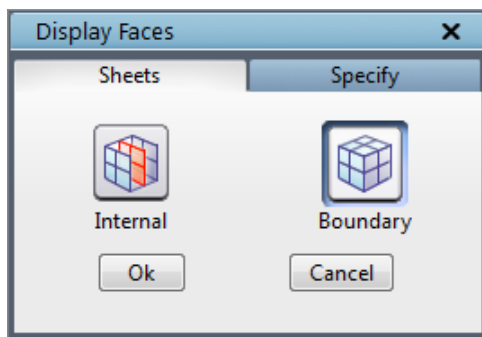 Display Faces
Sheets Specify
Internal Boundary
Ok Cancel